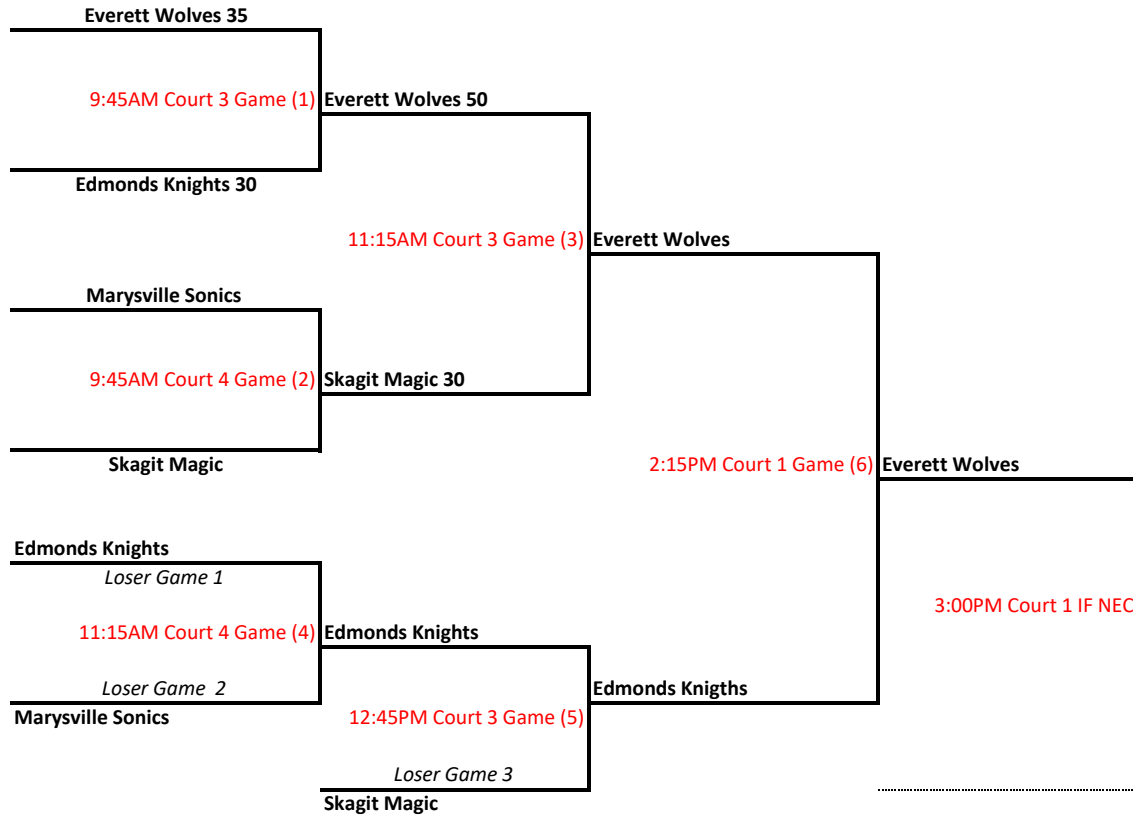 Everett Wolves 35
9:45AM Court 3 Game (1)
Everett Wolves 50
Edmonds Knights 30
11:15AM Court 3 Game (3)
Everett Wolves
Marysville Sonics
9:45AM Court 4 Game (2)
Skagit Magic 30
Skagit Magic
2:15PM Court 1 Game (6)
Everett Wolves
Edmonds Knights
Loser Game 1
3:00PM Court 1 IF NEC
11:15AM Court 4 Game (4)
Edmonds Knights
Loser Game 2
Edmonds Knigths
Marysville Sonics
12:45PM Court 3 Game (5)
Loser Game 3
Skagit Magic